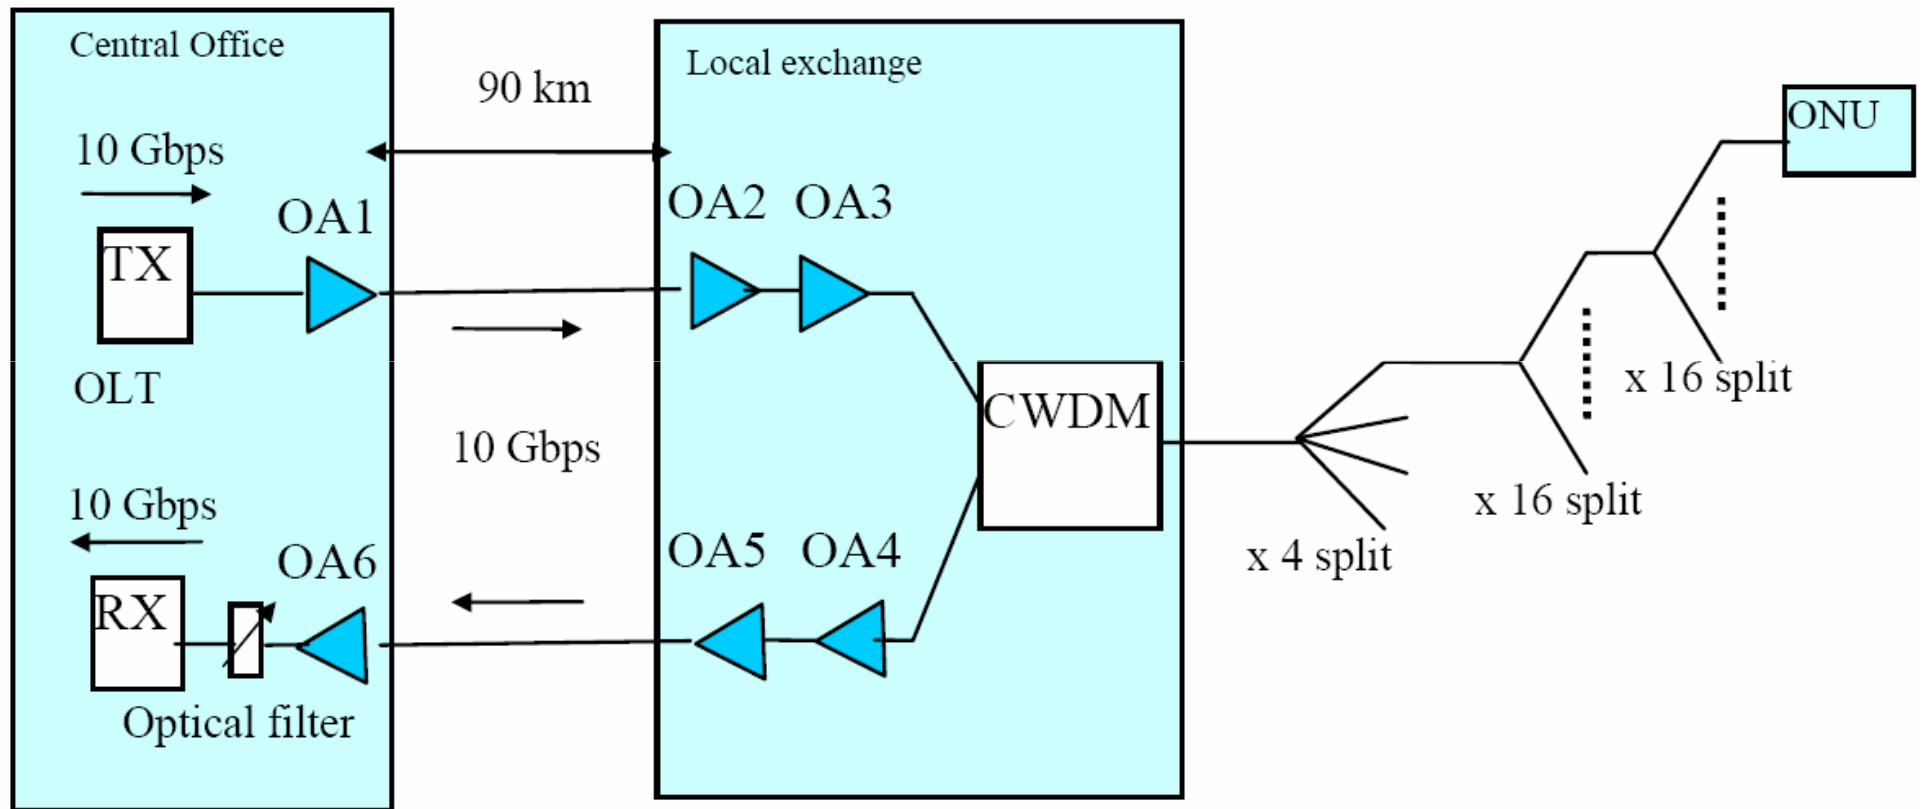 Central Office
90 km
Local exchange
10 Gbps
OA1
TX
OLT
OA2 OA3
CWDM
ONU
x 16 split
x 16 split
x 4 split
10 Gbps
10 Gbps
OA6
RX
Optical filter
OA5 OA4